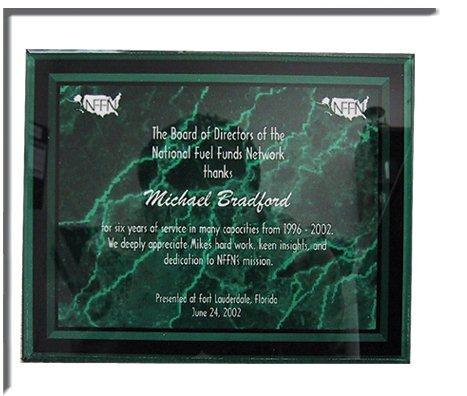 NFFN NFFN
The Board of Directors of the
National Fuel Funds Network
thanks
Michael Bradford
for six years of service in many capacities from 1996 - 2002.
We deeply appreciate Mikes hard work, keen insights, and
dedication to NFFN's mission.
Presented at Fort Lauderdale, Florida
June 24, 2002